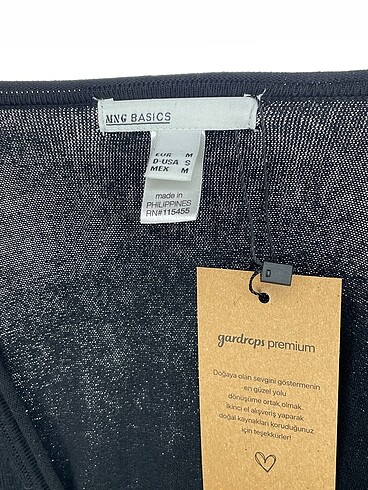 MNG BASICS
EUR M
D-USA S
MEX M
made in
PHILIPPINES
RN#115455
gardrops premium
Doğaya olan sevgini göstermenin
en güzel yolu
dönüşüme ortak olmak.
İkinci el alışveriş yaparak
doğal kaynakları koruduğunuz
için teşekkürler!